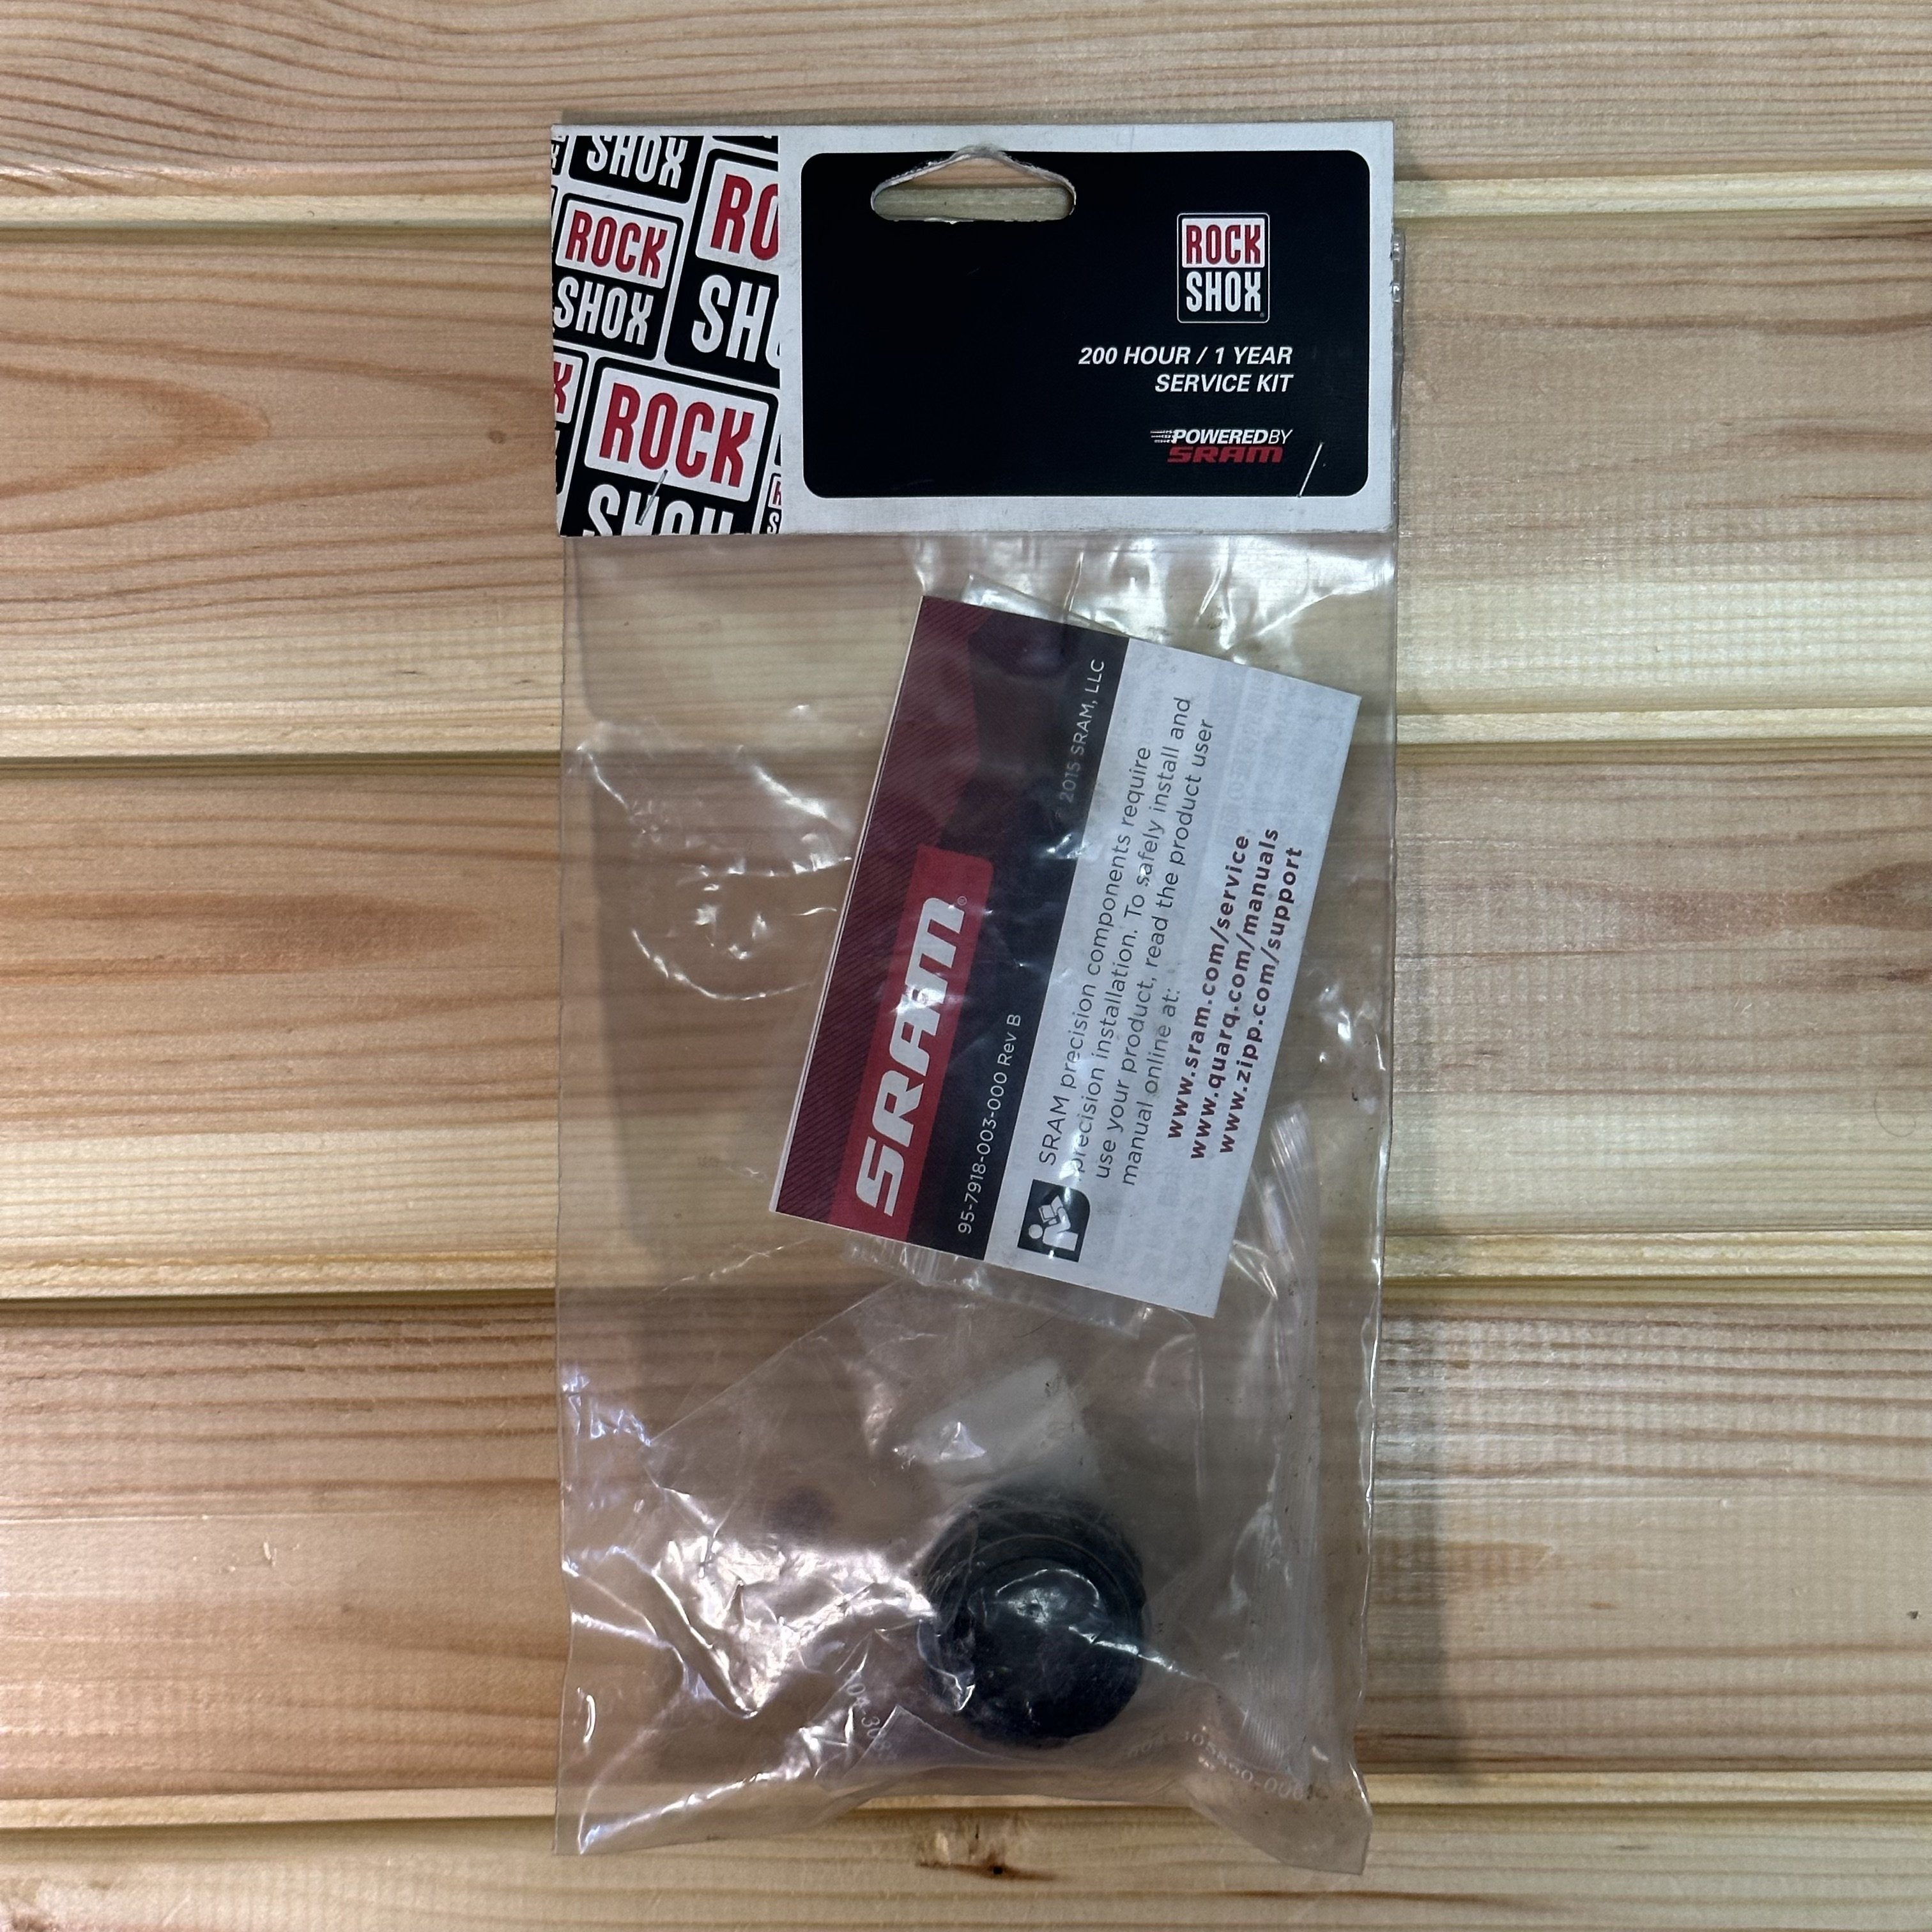 SHOX
ROCK
SHOX
ROCK
SHOX
RO
SHO
ROCK
SHOX
200 HOUR / 1 YEAR
SERVICE KIT
POWERED BY
SRAM
2015 SRAM, LLC
SRAM®
95-7918-003-000 Rev B
SRAM precision components require
precision installation. To safely install and
use your product, read the product user
manual online at:
www.sram.com/service
www.quarq.com/manuals
www.zipp.com/support